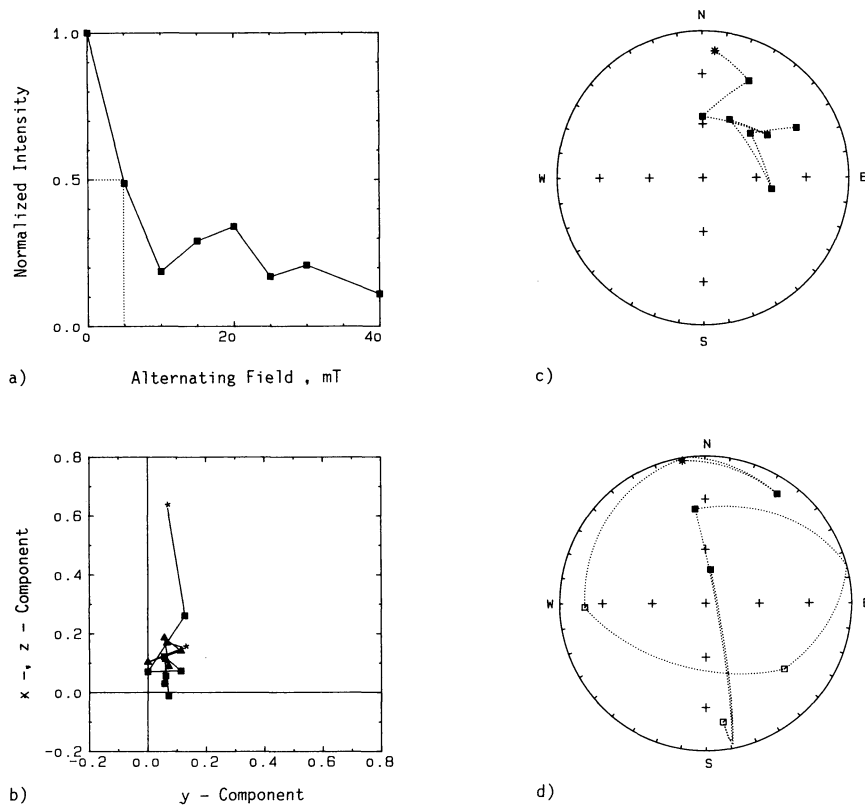 1.0
Normalized Intensity
0.5
0.0
0 20 40
a) Alternating Field , mT
N
W E
S
c)
0.8
0.6
0.4
0.2
0.0
-0.2
x -, z - Component
-0.2 0.0 0.2 0.4 0.6 0.8
b) y - Component
N
W E
S
d)